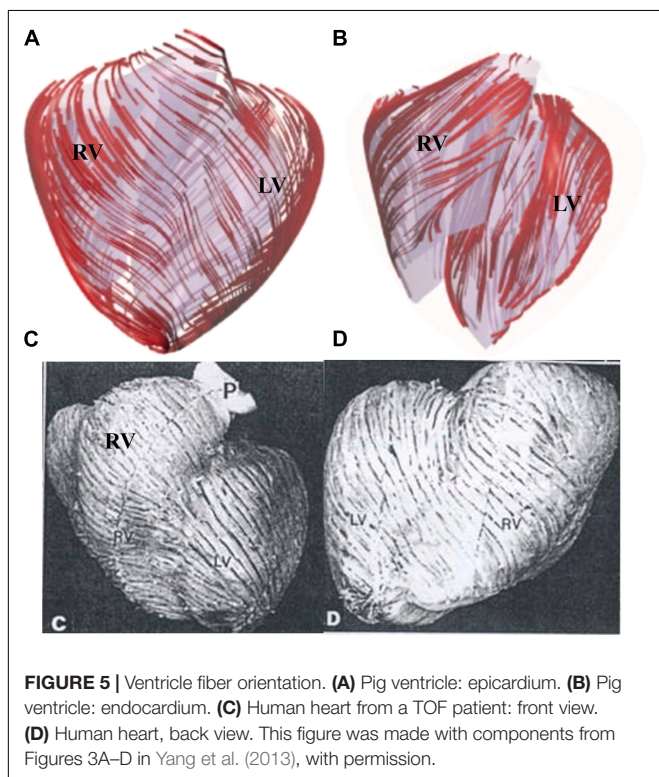 A
B
RV
LV
RV
LV
C
D
P
RV
RV
LV
C
LV
RV
D
FIGURE 5 | Ventricle fiber orientation. (A) Pig ventricle: epicardium. (B) Pig
ventricle: endocardium. (C) Human heart from a TOF patient: front view.
(D) Human heart, back view. This figure was made with components from
Figures 3A–D in Yang et al. (2013), with permission.